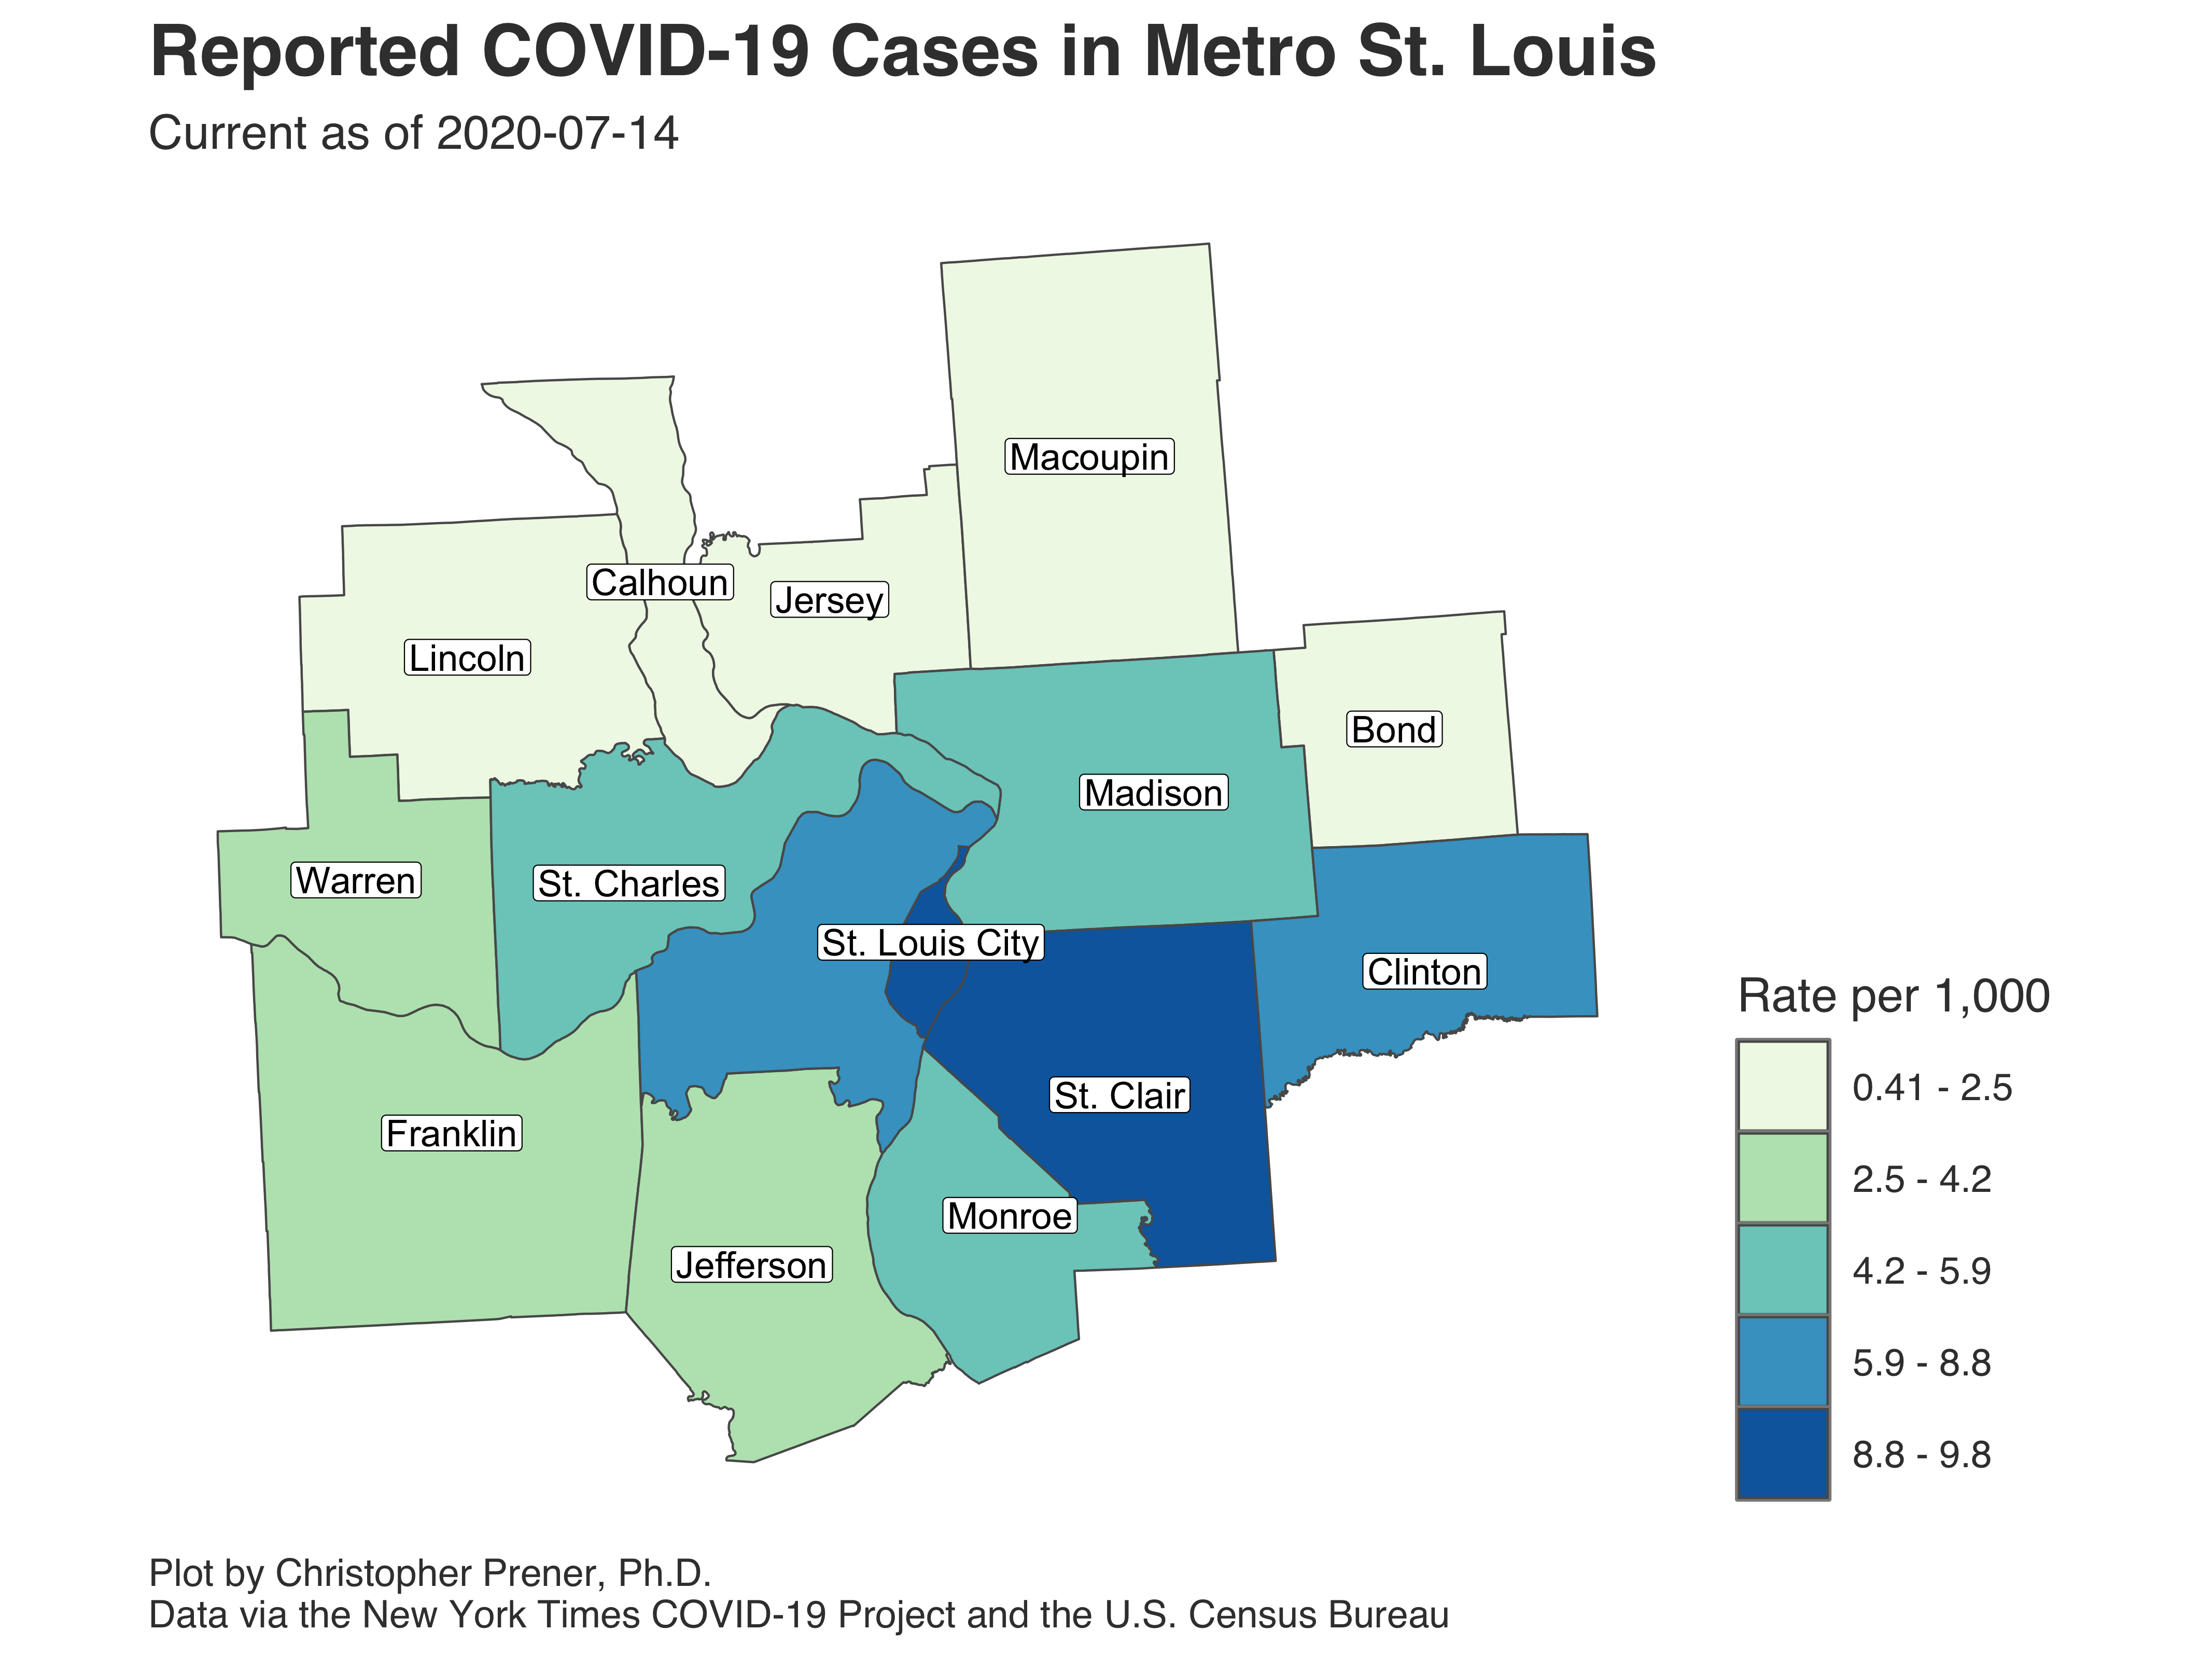 Reported COVID-19 Cases in Metro St. Louis
Current as of 2020-07-14
Macoupin
Calhoun
Jersey
Lincoln
Bond
Madison
Warren
St. Charles
St. Louis City
Clinton
St. Clair
Franklin
Monroe
Jefferson
Rate per 1,000
0.41 - 2.5
2.5 - 4.2
4.2 - 5.9
5.9 - 8.8
8.8 - 9.8
Plot by Christopher Prener, Ph.D.
Data via the New York Times COVID-19 Project and the U.S. Census Bureau